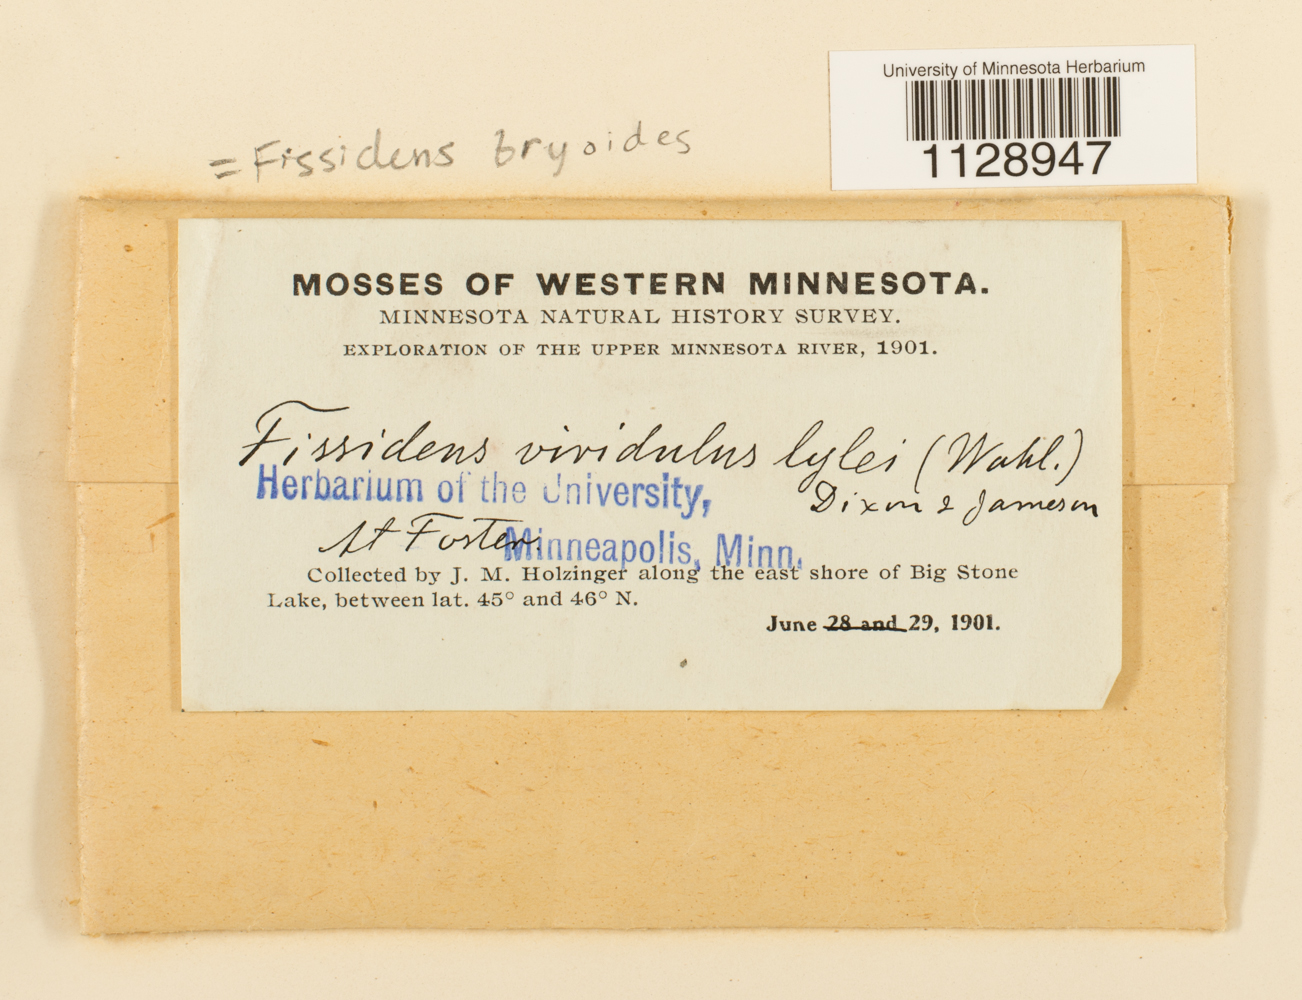 University of Minnesota Herbarium
1128947
= Fissidens bryoides
MOSSES OF WESTERN MINNESOTA.
MINNESOTA NATURAL HISTORY SURVEY.
EXPLORATION OF THE UPPER MINNESOTA RIVER, 1901.
Fissidens viridulus lylei (Wahl.)
Dixon & Jameson
Herbarium of the University,
At Foster.
Minneapolis, Minn.
Collected by J. M. Holzinger along the east shore of Big Stone
Lake, between lat. 45° and 46° N.
June 28 and 29, 1901.